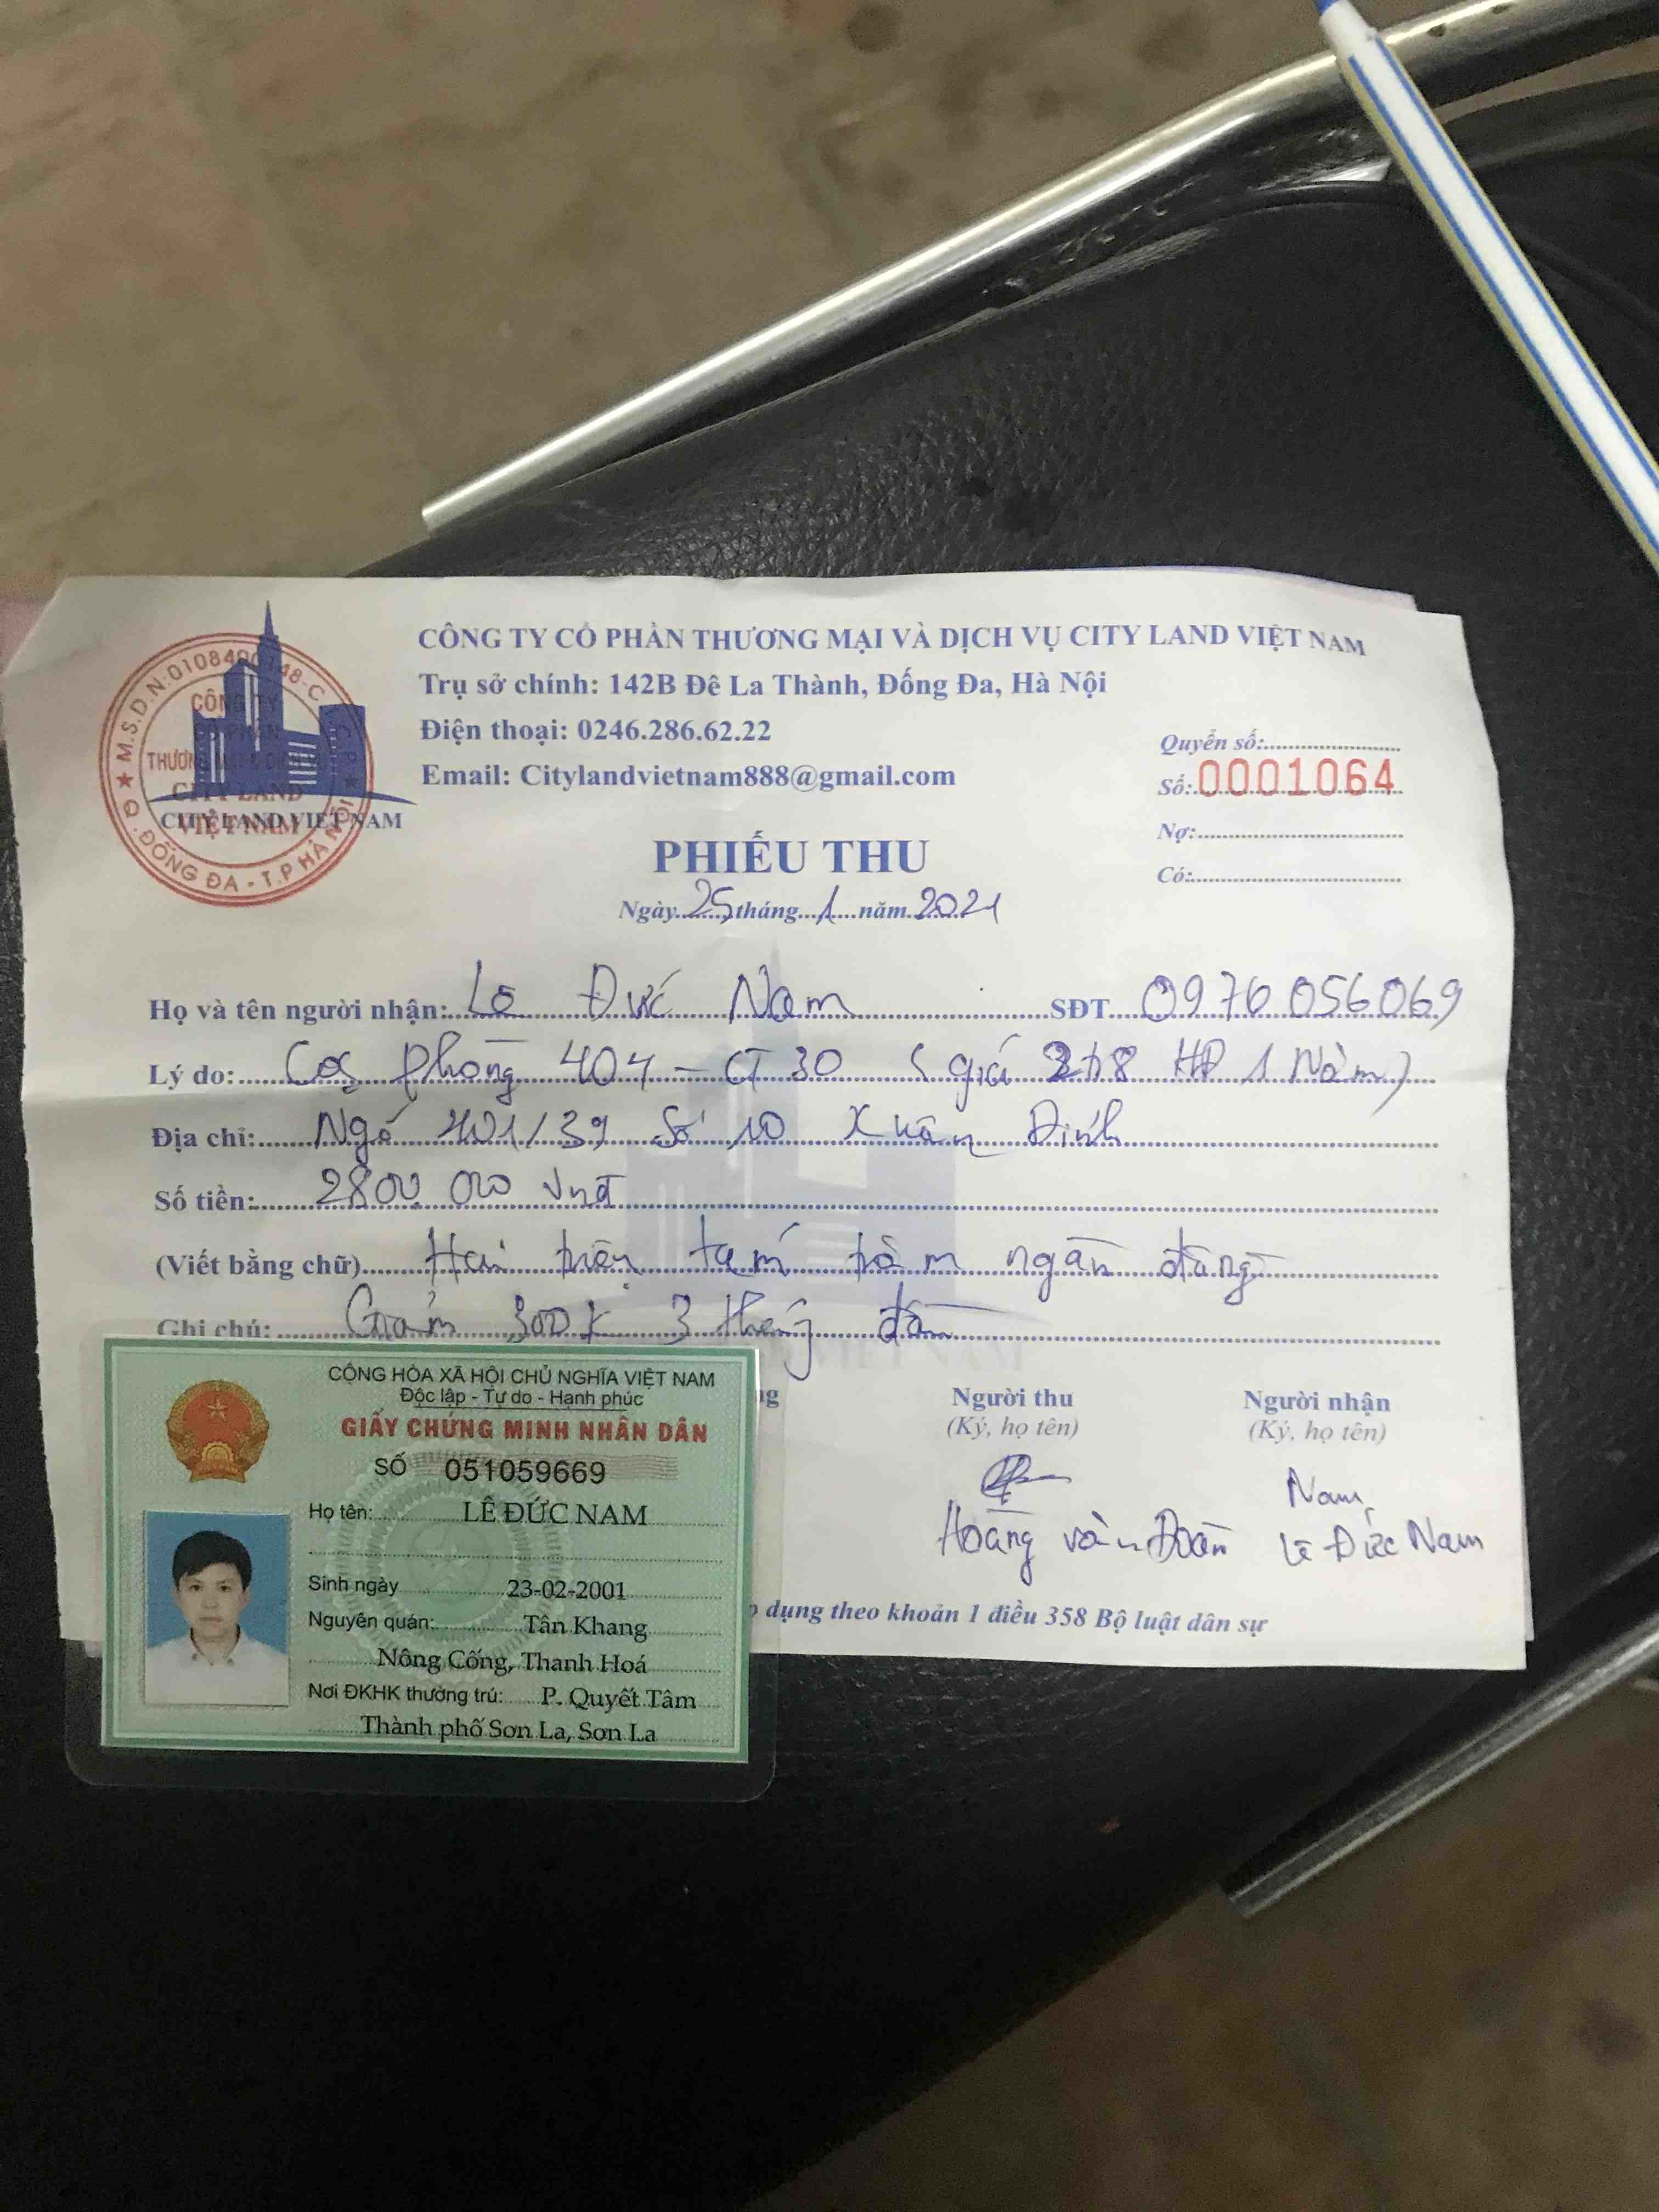 CÔNG TY CỔ PHẦN THƯƠNG MẠI VÀ DỊCH VỤ CITY LAND VIỆT NAM
Trụ sở chính: 142B Đê La Thành, Đống Đa, Hà Nội
Điện thoại: 0246.286.62.22
Email: Citylandvietnam888@gmail.com
CITY LAND VIỆT NAM
Quyển số:
Số: 0001064
Nợ:
Có:
PHIẾU THU
Ngày 25 tháng 1 năm 2021
Họ và tên người nhận: Lê Đức Nam SĐT 0976056069
Lý do: Cọc phòng 404 - CT 30 (giá 2tr8 HĐ 1 Năm)
Địa chỉ: Ngõ 401/39 Số 10 Xuân Đỉnh
Số tiền: 2800.000 vnđ
(Viết bằng chữ) Hai triệu tám trăm ngàn đồng
Ghi chú: Giảm 300k 3 tháng đầu
Người thu Người nhận
(Ký, họ tên) (Ký, họ tên)
Nam
Hoàng văn Đoàn Lê Đức Nam
dụng theo khoản 1 điều 358 Bộ luật dân sự
CỘNG HÒA XÃ HỘI CHỦ NGHĨA VIỆT NAM
Độc lập - Tự do - Hạnh phúc
GIẤY CHỨNG MINH NHÂN DÂN
SỐ 051059669
Họ tên: LÊ ĐỨC NAM
Sinh ngày 23-02-2001
Nguyên quán: Tân Khang
Nông Cống, Thanh Hoá
Nơi ĐKHK thường trú: P. Quyết Tâm
Thành phố Sơn La, Sơn La